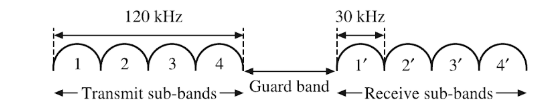 120 kHz 30 kHz
1 2 3 4 1′ 2′ 3′ 4′
Transmit sub-bands Guard band Receive sub-bands